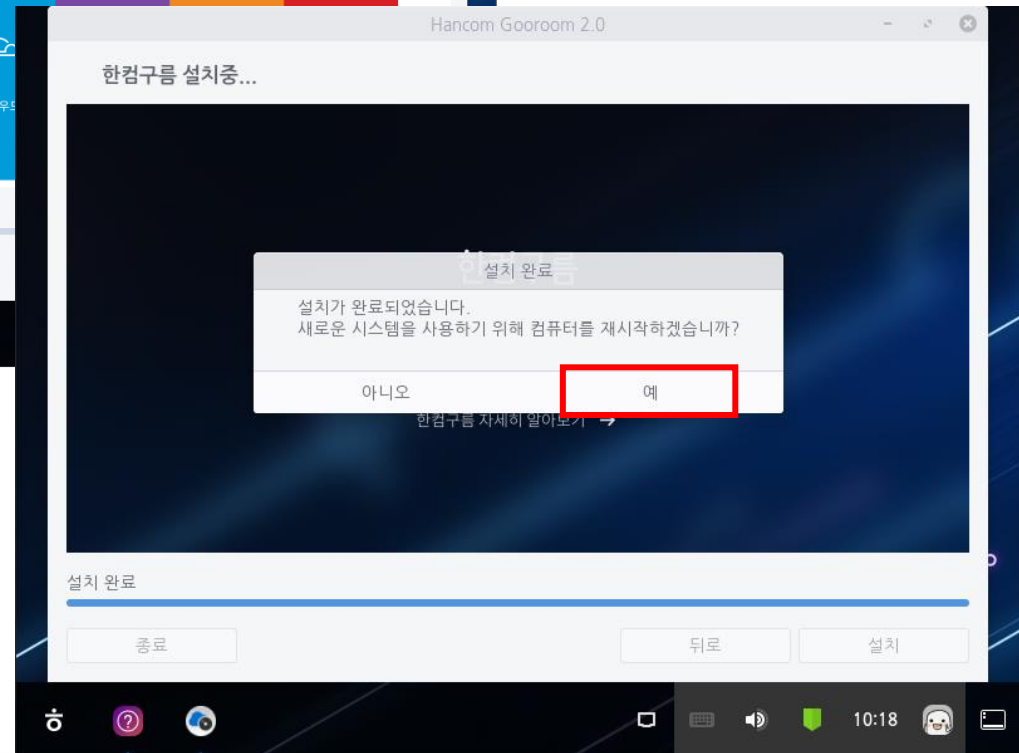 Hancom Gooroom 2.0
한컴구름 설치중...
한컴구름
설치 완료
설치가 완료되었습니다.
새로운 시스템을 사용하기 위해 컴퓨터를 재시작하겠습니까?
아니오
예
한컴구름 자세히 알아보기 →
설치 완료
종료
뒤로
설치
10:18